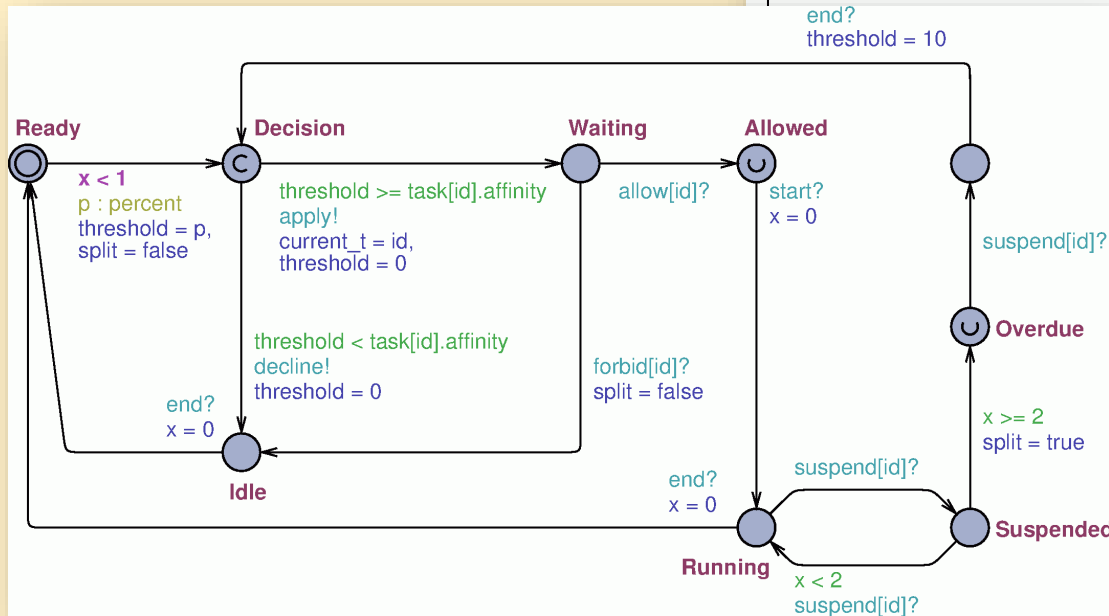 end?
threshold = 10
Ready
Decision
Waiting
Allowed
C
x < 1
p : percent
threshold = p,
split = false
threshold >= task[id].affinity
apply!
current_t = id,
threshold = 0
allow[id]?
start?
x = 0
suspend[id]?
Overdue
threshold < task[id].affinity
decline!
threshold = 0
forbid[id]?
split = false
end?
x = 0
x >= 2
split = true
Idle
end?
x = 0
suspend[id]?
Suspended
Running
x < 2
suspend[id]?